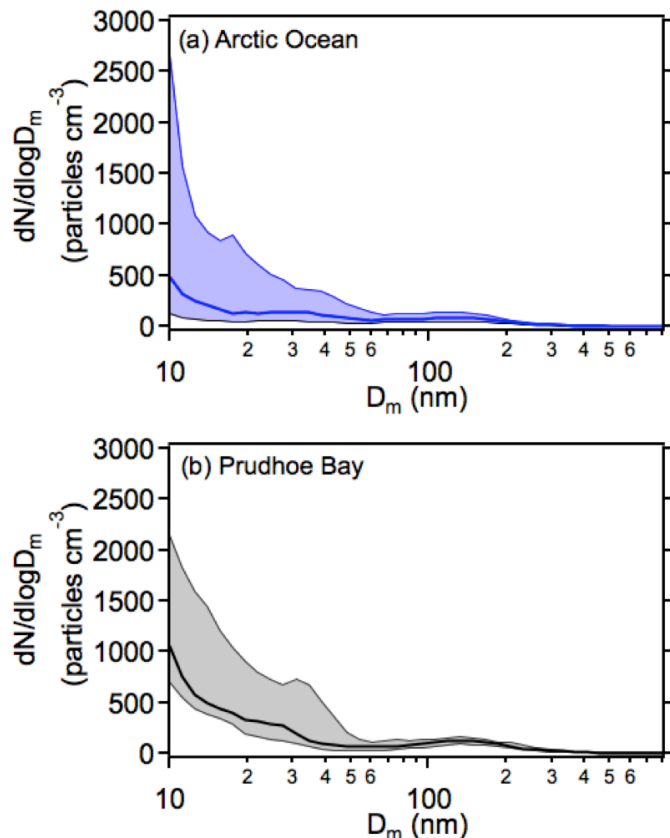 (a) Arctic Ocean
dN/dlogDₘ
(particles cm⁻³)
3000
2500
2000
1500
1000
500
0
10 2 3 4 5 6 100 2 3 4 5 6
Dₘ (nm)
(b) Prudhoe Bay
dN/dlogDₘ
(particles cm⁻³)
3000
2500
2000
1500
1000
500
0
10 2 3 4 5 6 100 2 3 4 5 6
Dₘ (nm)